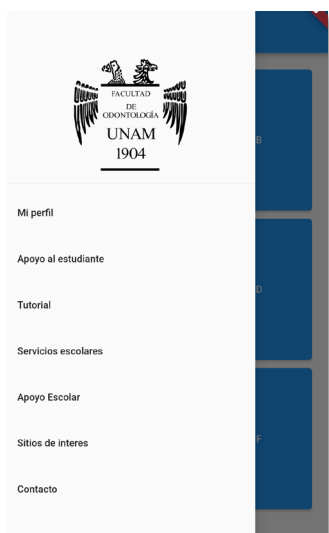 FACULTAD
DE
ODONTOLOGÍA
UNAM
1904
Mi perfil
Apoyo al estudiante
Tutorial
Servicios escolares
Apoyo Escolar
Sitios de interes
Contacto
B
D
F